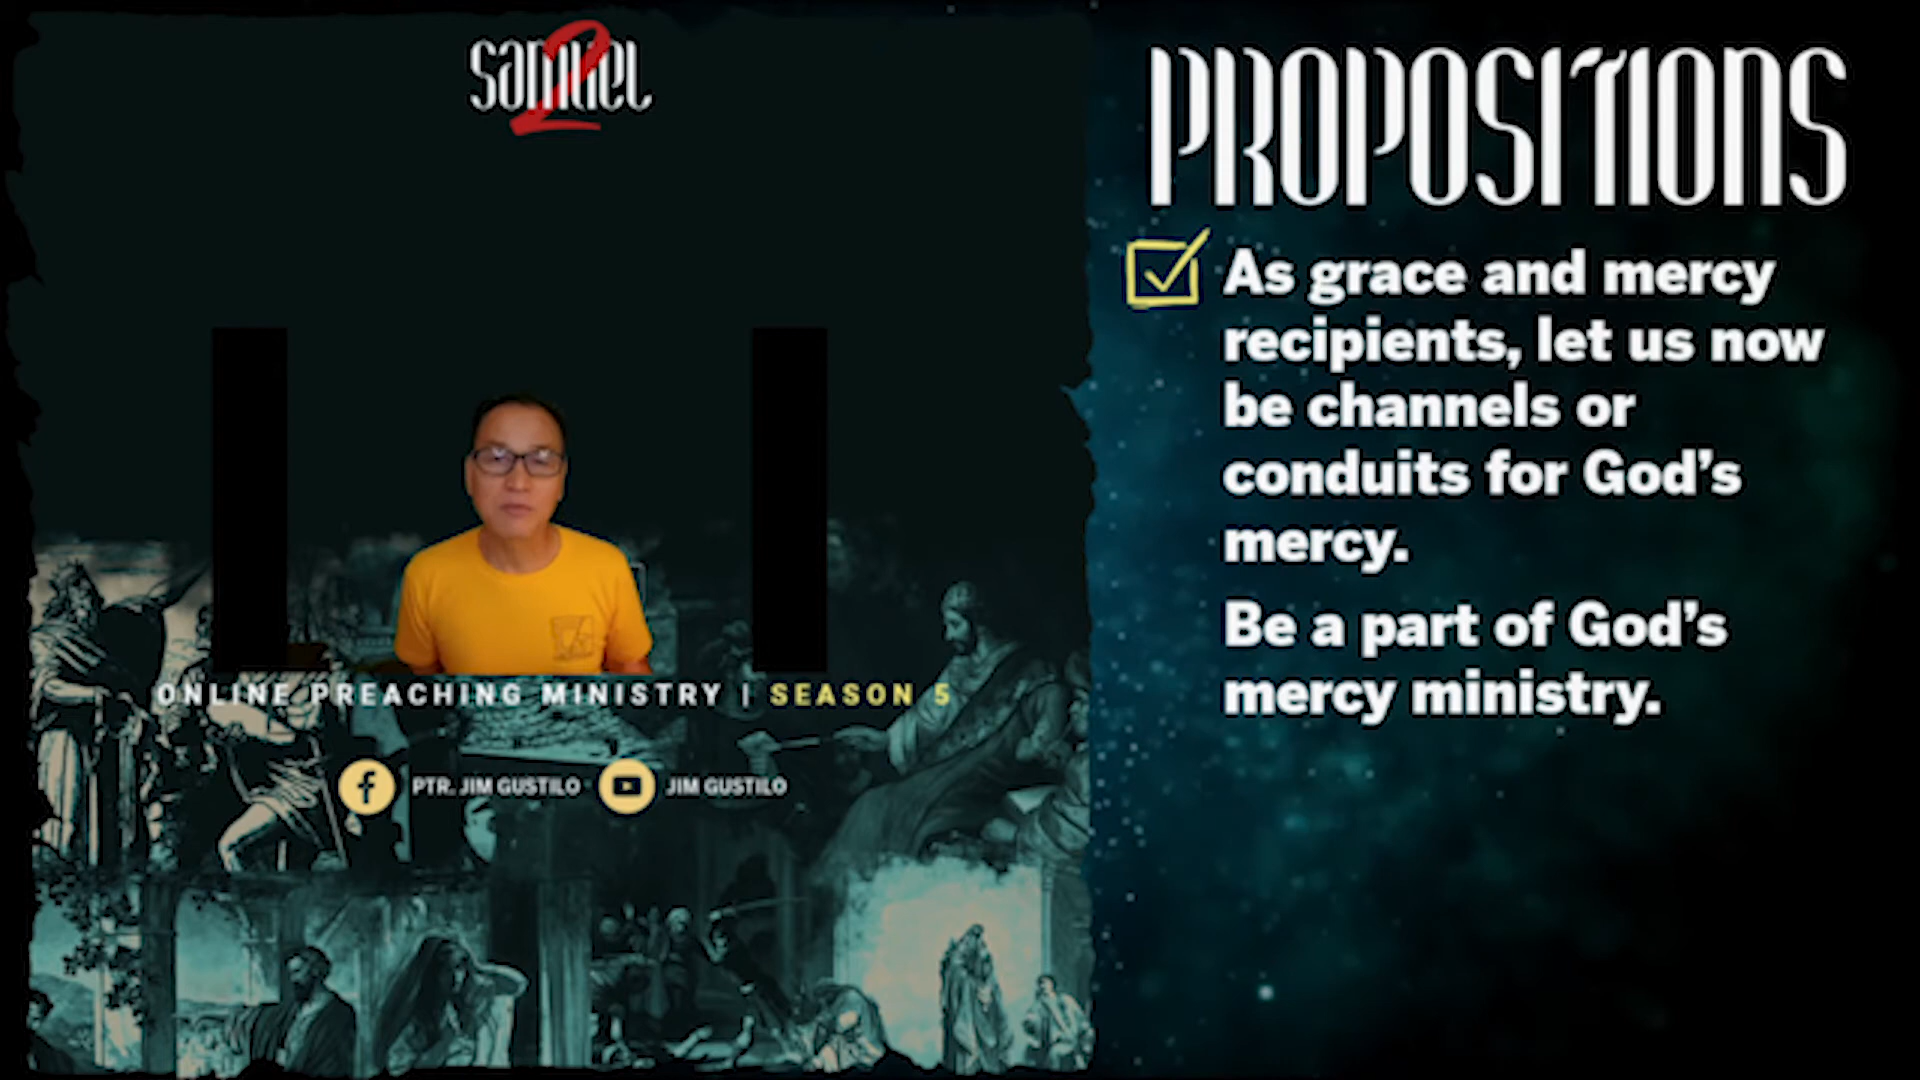 samuel
2
ONLINE PREACHING MINISTRY | SEASON 5
PTR. JIM GUSTILO
JIM GUSTILO
PROPOSITIONS
As grace and mercy
recipients, let us now
be channels or
conduits for God’s
mercy.
Be a part of God’s
mercy ministry.